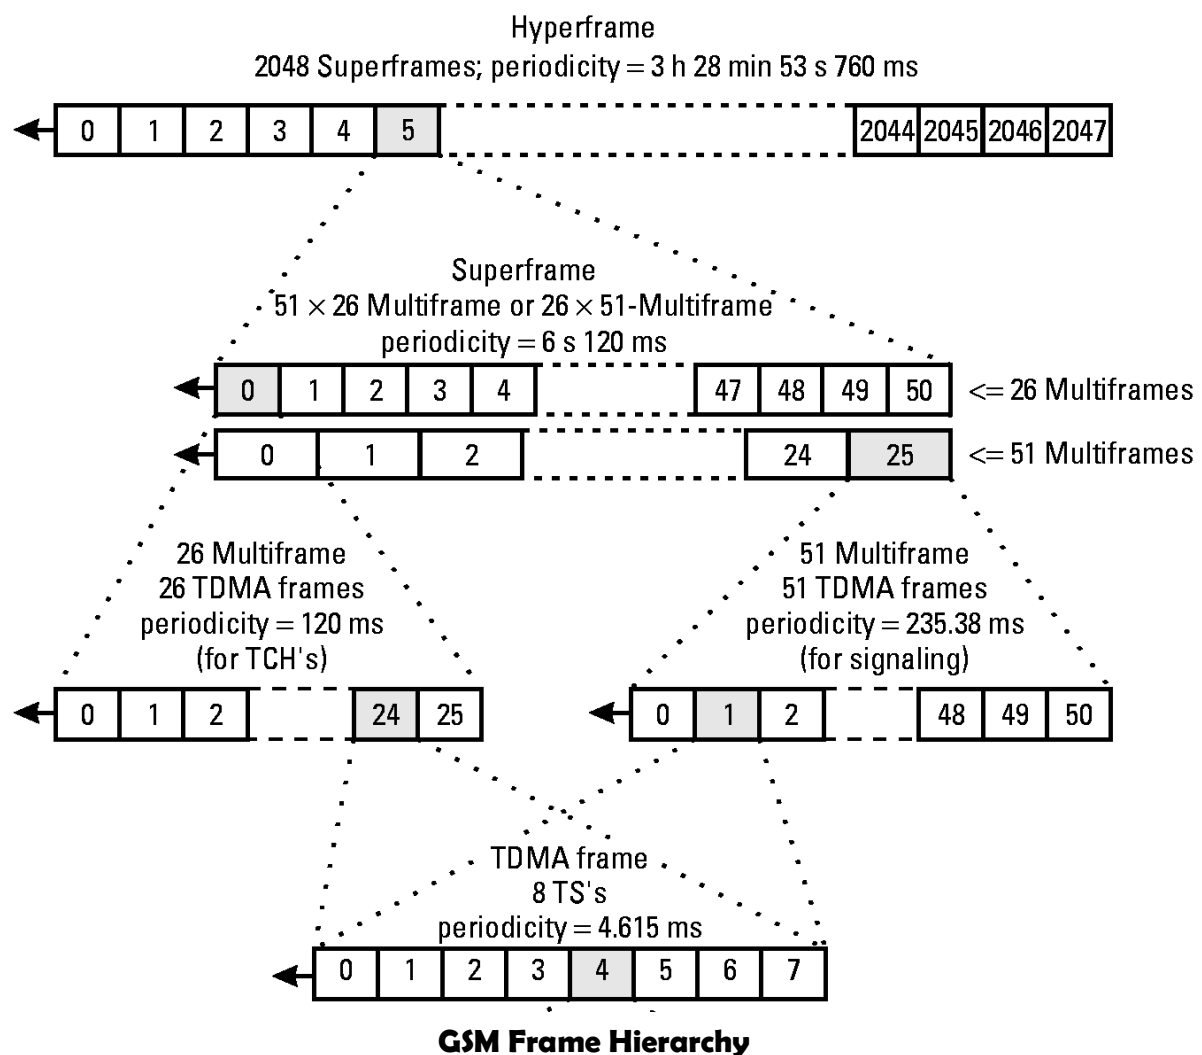 Hyperframe
2048 Superframes; periodicity = 3 h 28 min 53 s 760 ms
0 1 2 3 4 5 2044 2045 2046 2047
Superframe
51 × 26 Multiframe or 26 × 51-Multiframe
periodicity = 6 s 120 ms
0 1 2 3 4 47 48 49 50 <= 26 Multiframes
0 1 2 24 25 <= 51 Multiframes
26 Multiframe
26 TDMA frames
periodicity = 120 ms
(for TCH's)
51 Multiframe
51 TDMA frames
periodicity = 235.38 ms
(for signaling)
0 1 2 24 25
0 1 2 48 49 50
TDMA frame
8 TS's
periodicity = 4.615 ms
0 1 2 3 4 5 6 7
GSM Frame Hierarchy